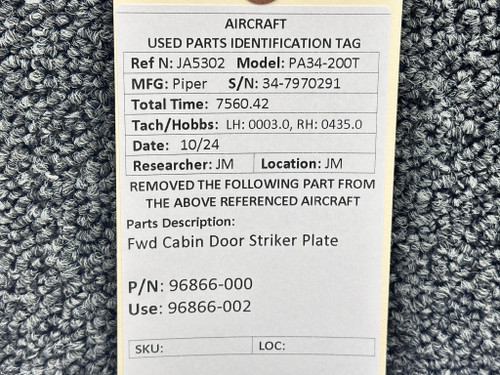 AIRCRAFT
USED PARTS IDENTIFICATION TAG
Ref N: JA5302 Model: PA34-200T
MFG: Piper S/N: 34-7970291
Total Time: 7560.42
Tach/Hobbs: LH: 0003.0, RH: 0435.0
Date: 10/24
Researcher: JM Location: JM
REMOVED THE FOLLOWING PART FROM
THE ABOVE REFERENCED AIRCRAFT
Parts Description:
Fwd Cabin Door Striker Plate
P/N: 96866-000
Use: 96866-002
SKU: LOC: